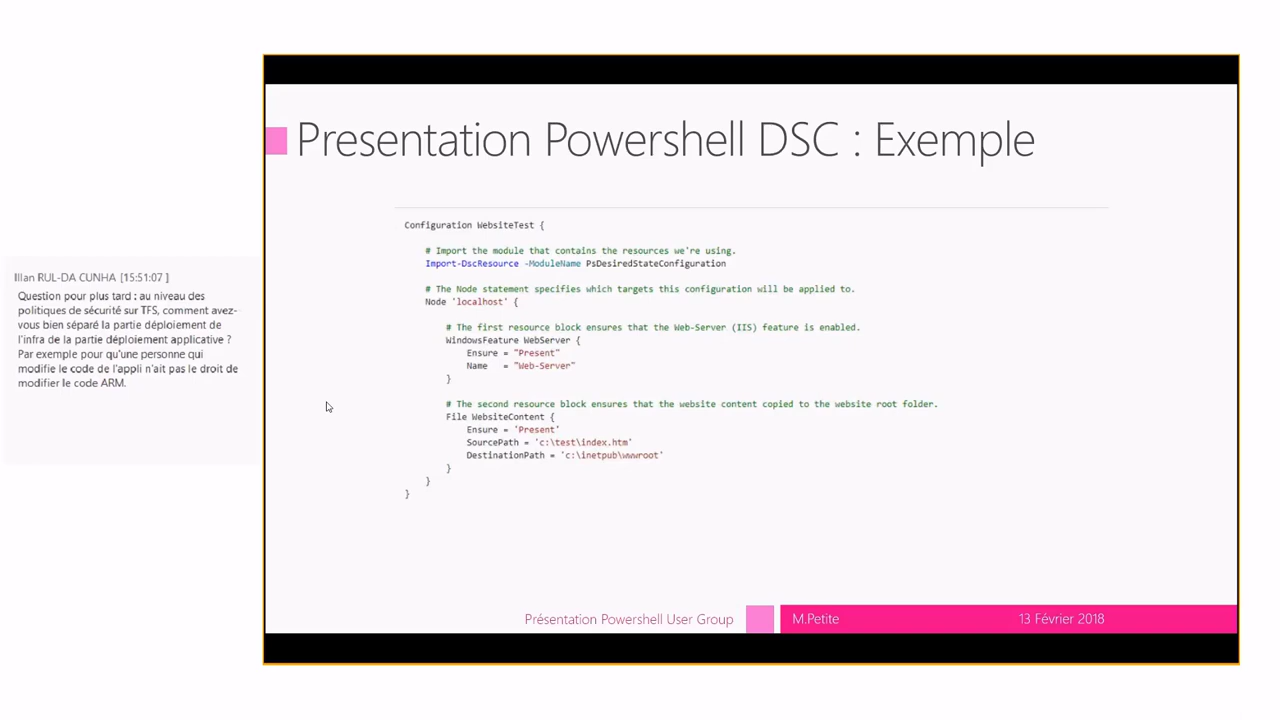 Presentation Powershell DSC : Exemple
Configuration WebsiteTest {
# Import the module that contains the resources we're using.
Import-DscResource -ModuleName PsDesiredStateConfiguration
# The Node statement specifies which targets this configuration will be applied to.
Node 'localhost' {
# The first resource block ensures that the Web-Server (IIS) feature is enabled.
WindowsFeature WebServer {
Ensure = "Present"
Name = "Web-Server"
}
# The second resource block ensures that the website content copied to the website root folder.
File WebsiteContent {
Ensure = 'Present'
SourcePath = 'c:\test\index.htm'
DestinationPath = 'c:\inetpub\wwwroot'
}
}
}
Illan RUL-DA CUNHA [15:51:07 ]
Question pour plus tard : au niveau des
politiques de sécurité sur TFS, comment avez-
vous bien séparé la partie déploiement de
l'infra de la partie déploiement applicative ?
Par exemple pour qu'une personne qui
modifie le code de l'appli n'ait pas le droit de
modifier le code ARM.
Présentation Powershell User Group
M.Petite
13 Février 2018